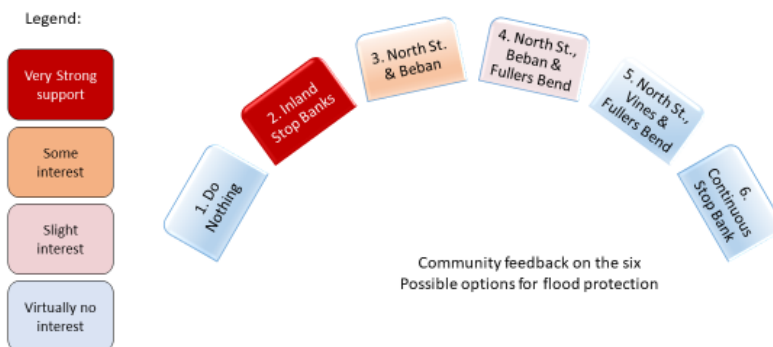 Legend:
Very Strong
support
Some
interest
Slight
interest
Virtually no
interest
1. Do
Nothing
2. Inland
Stop Banks
3. North St.
& Beban
4. North St.,
Beban &
Fullers Bend
5. North St.,
Vines &
Fullers Bend
6.
Continuous
Stop Bank
Community feedback on the six
Possible options for flood protection